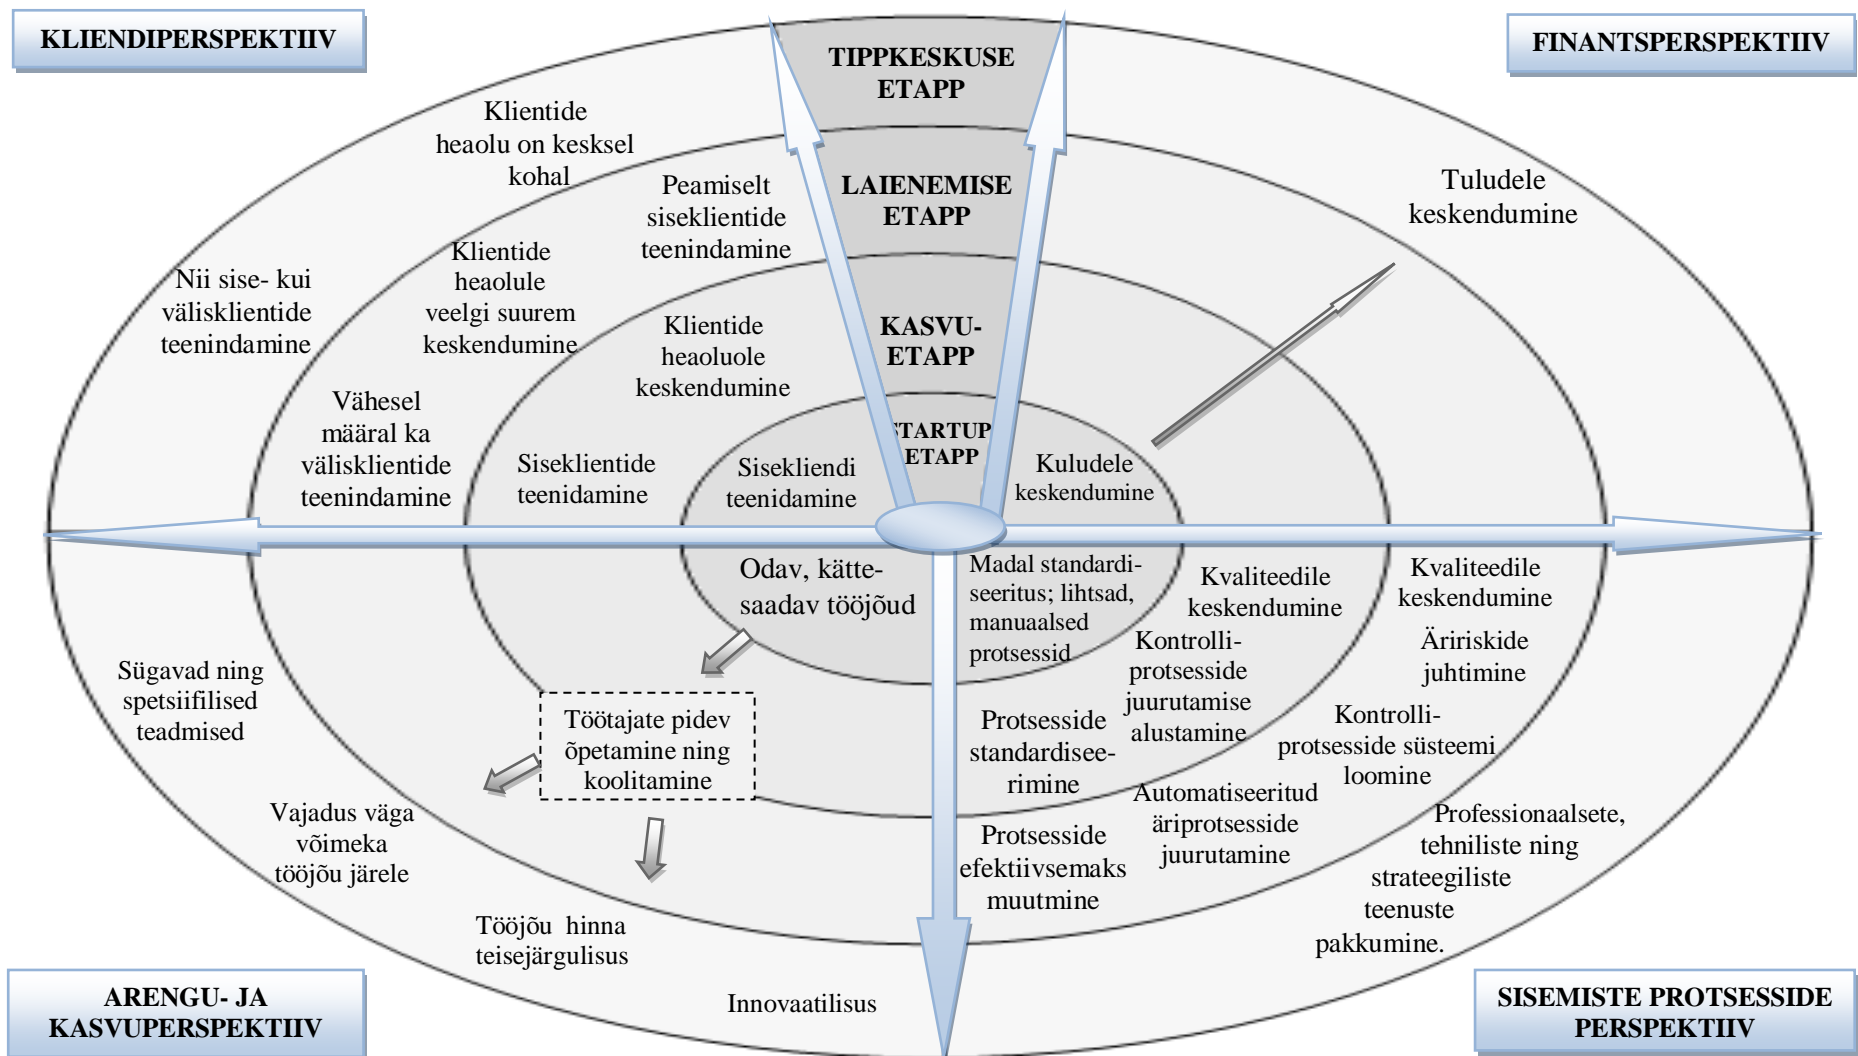 KLIENDIPERSPEKTIIV
FINANTSPERSPEKTIIV
TIPPKESKUSE
ETAPP
LAIENEMISE
ETAPP
KASVU-
ETAPP
STARTUP
ETAPP
Klientide
heaolu on kesksel
kohal
Peamiselt
siseklientide
teenindamine
Nii sise- kui
välisklientide
teenindamine
Klientide
heaolule
veelgi suurem
keskendumine
Klientide
heaoluole
keskendumine
Vähesel
määral ka
välisklientide
teenindamine
Siseklientide
teenidamine
Sisekliendi
teenidamine
Tuludele
keskendumine
Kuludele
keskendumine
Odav, kätte-
saadav tööjõud
Töötajate pidev
õpetamine ning
koolitamine
Sügavad ning
spetsiifilised
teadmised
Vajadus väga
võimeka
tööjõu järele
Tööjõu hinna
teisejärgulisus
Innovaatilisus
Madal standardi-
seeritus; lihtsad,
manuaalsed
protsessid
Kvaliteedile
keskendumine
Kontrolli-
protsesside
juurutamise
alustamine
Protsesside
standardisee-
rimine
Kvaliteedile
keskendumine
Äririskide
juhtimine
Kontrolli-
protsesside süsteemi
loomine
Automatiseeritud
äriprotsesside
juurutamine
Protsesside
efektiivsemaks
muutmine
Professionaalsete,
tehniliste ning
strateegiliste
teenuste
pakkumine.
ARENGU- JA
KASVUPERSPEKTIIV
SISEMISTE PROTSESSIDE
PERSPEKTIIV